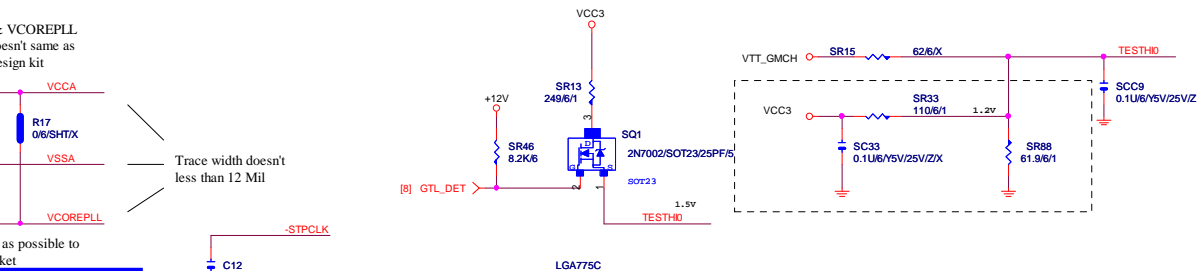 : VCOREPLL
oesn't same as
esign kit
VCCA
R17
0/6/SHT/X
VSSA
VCOREPLL
Trace width doesn't
less than 12 Mil
as possible to
ket
-STPCLK
C12
VCC3
SR13
249/6/1
+12V
SR46
8.2K/6
3
D
G
S
2
1
SQ1
2N7002/SOT23/25PF/5
SOT23
[8] GTL_DET
1.5V
TESTHI0
LGA775C
VTT_GMCH
SR15
62/6/X
TESTHI0
SCC9
0.1U/6/Y5V/25V/Z
VCC3
SR33
110/6/1
1.2V
SC33
0.1U/6/Y5V/25V/Z/X
SR88
61.9/6/1